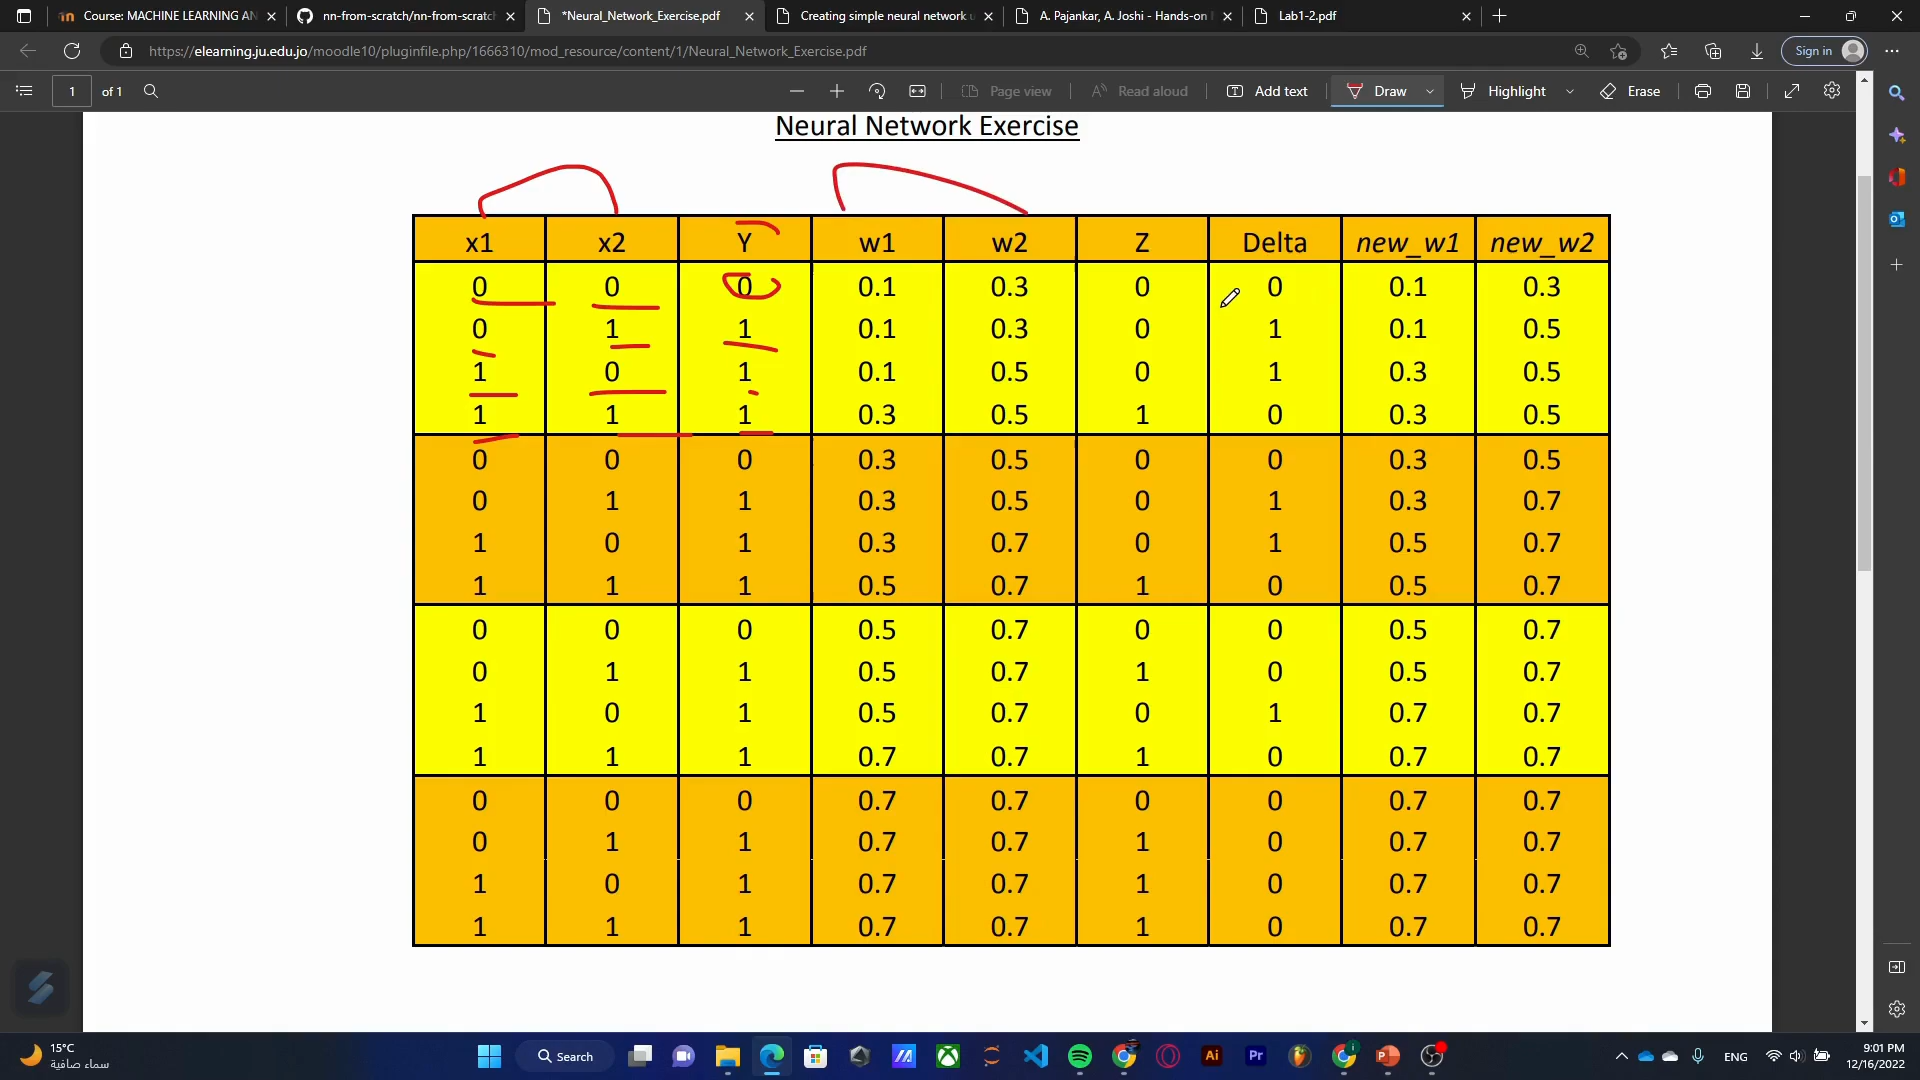 Course: MACHINE LEARNING AN
nn-from-scratch/nn-from-scratch
*Neural_Network_Exercise.pdf
Creating simple neural network u
A. Pajankar, A. Joshi - Hands-on
Lab1-2.pdf
https://elearning.ju.edu.jo/moodle10/pluginfile.php/1666310/mod_resource/content/1/Neural_Network_Exercise.pdf
Sign in
1 of 1
Page view
Read aloud
Add text
Draw
Highlight
Erase
Neural Network Exercise
x1 x2 Y w1 w2 Z Delta new_w1 new_w2
0 0 0 0.1 0.3 0 0 0.1 0.3
0 1 1 0.1 0.3 0 1 0.1 0.5
1 0 1 0.1 0.5 0 1 0.3 0.5
1 1 1 0.3 0.5 1 0 0.3 0.5
0 0 0 0.3 0.5 0 0 0.3 0.5
0 1 1 0.3 0.5 0 1 0.3 0.7
1 0 1 0.3 0.7 0 1 0.5 0.7
1 1 1 0.5 0.7 1 0 0.5 0.7
0 0 0 0.5 0.7 0 0 0.5 0.7
0 1 1 0.5 0.7 1 0 0.5 0.7
1 0 1 0.5 0.7 0 1 0.7 0.7
1 1 1 0.7 0.7 1 0 0.7 0.7
0 0 0 0.7 0.7 0 0 0.7 0.7
0 1 1 0.7 0.7 1 0 0.7 0.7
1 0 1 0.7 0.7 1 0 0.7 0.7
1 1 1 0.7 0.7 1 0 0.7 0.7
15°C
سماء صافية
Search
Ai
Pr
ENG
9:01 PM
12/16/2022